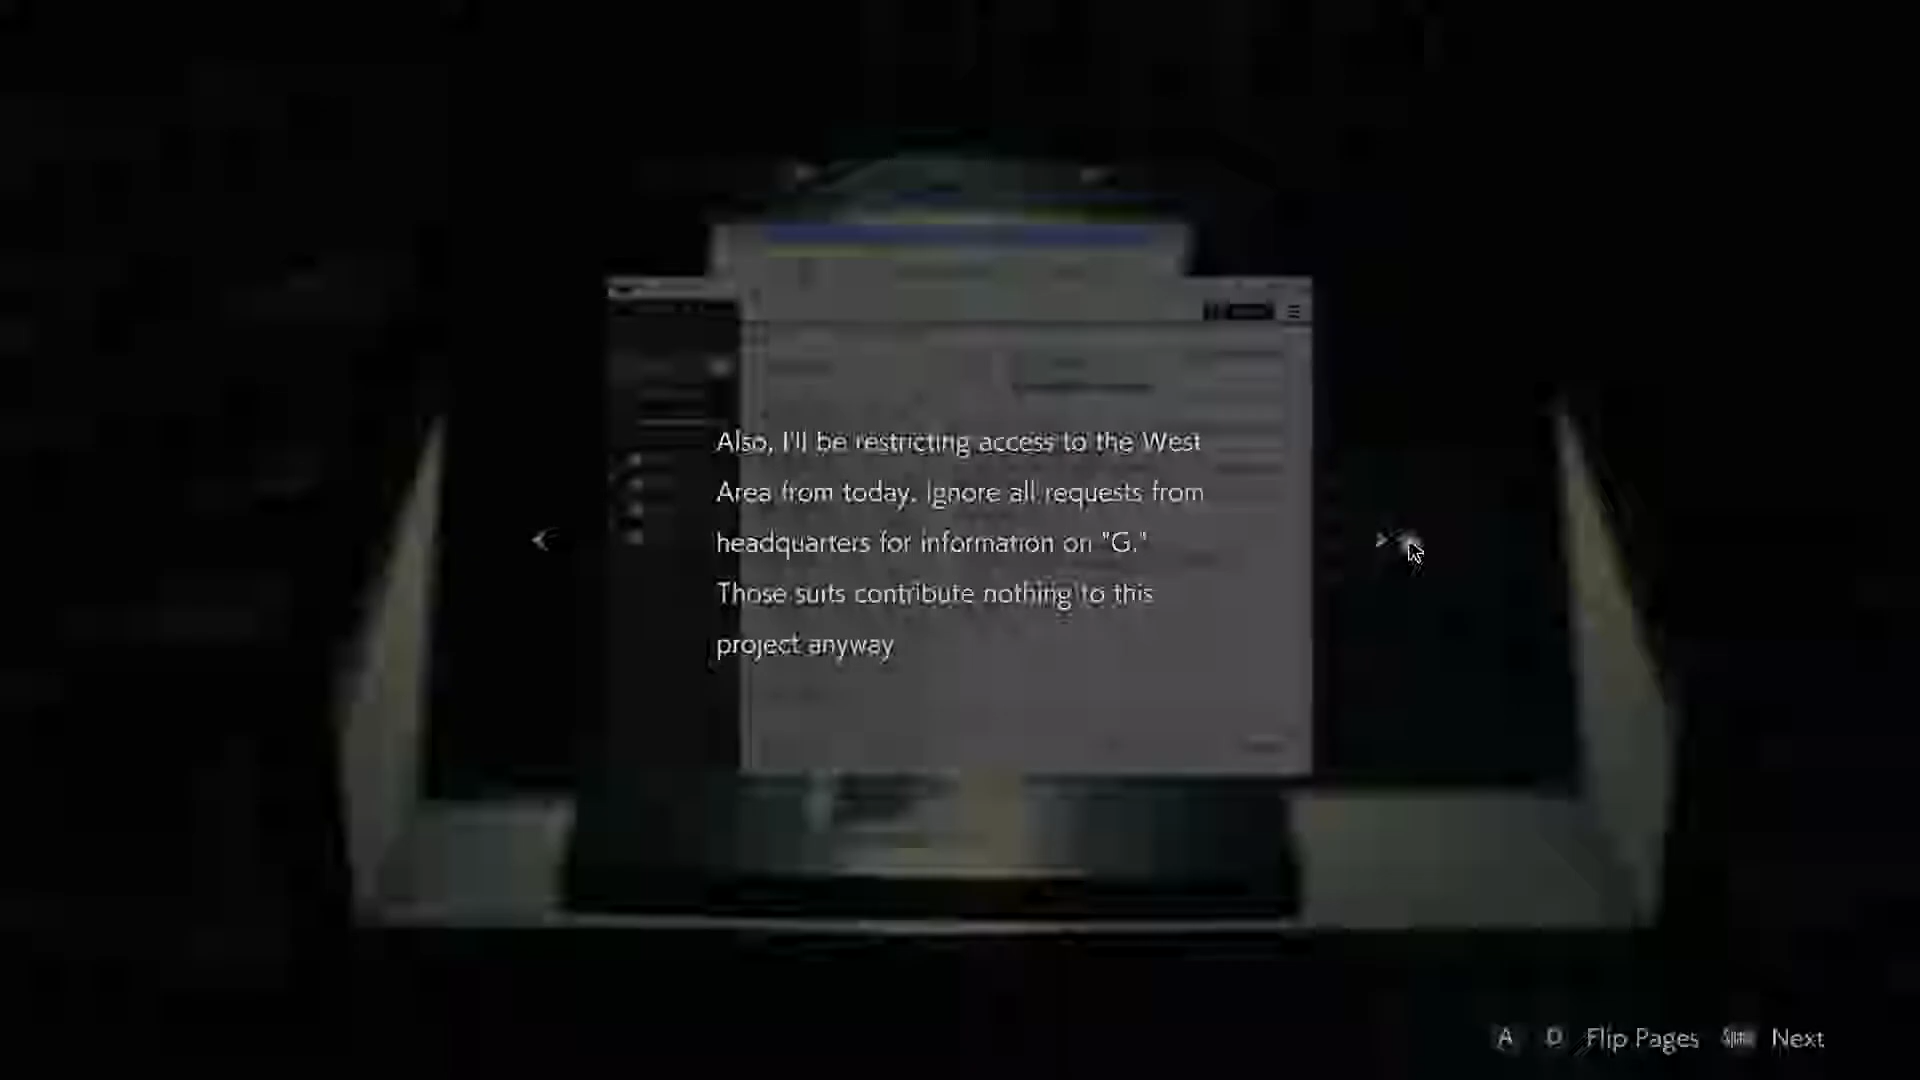 Also, I'll be restricting access to the West
Area from today. Ignore all requests from
headquarters for information on "G."
Those suits contribute nothing to this
project anyway
A D Flip Pages Next